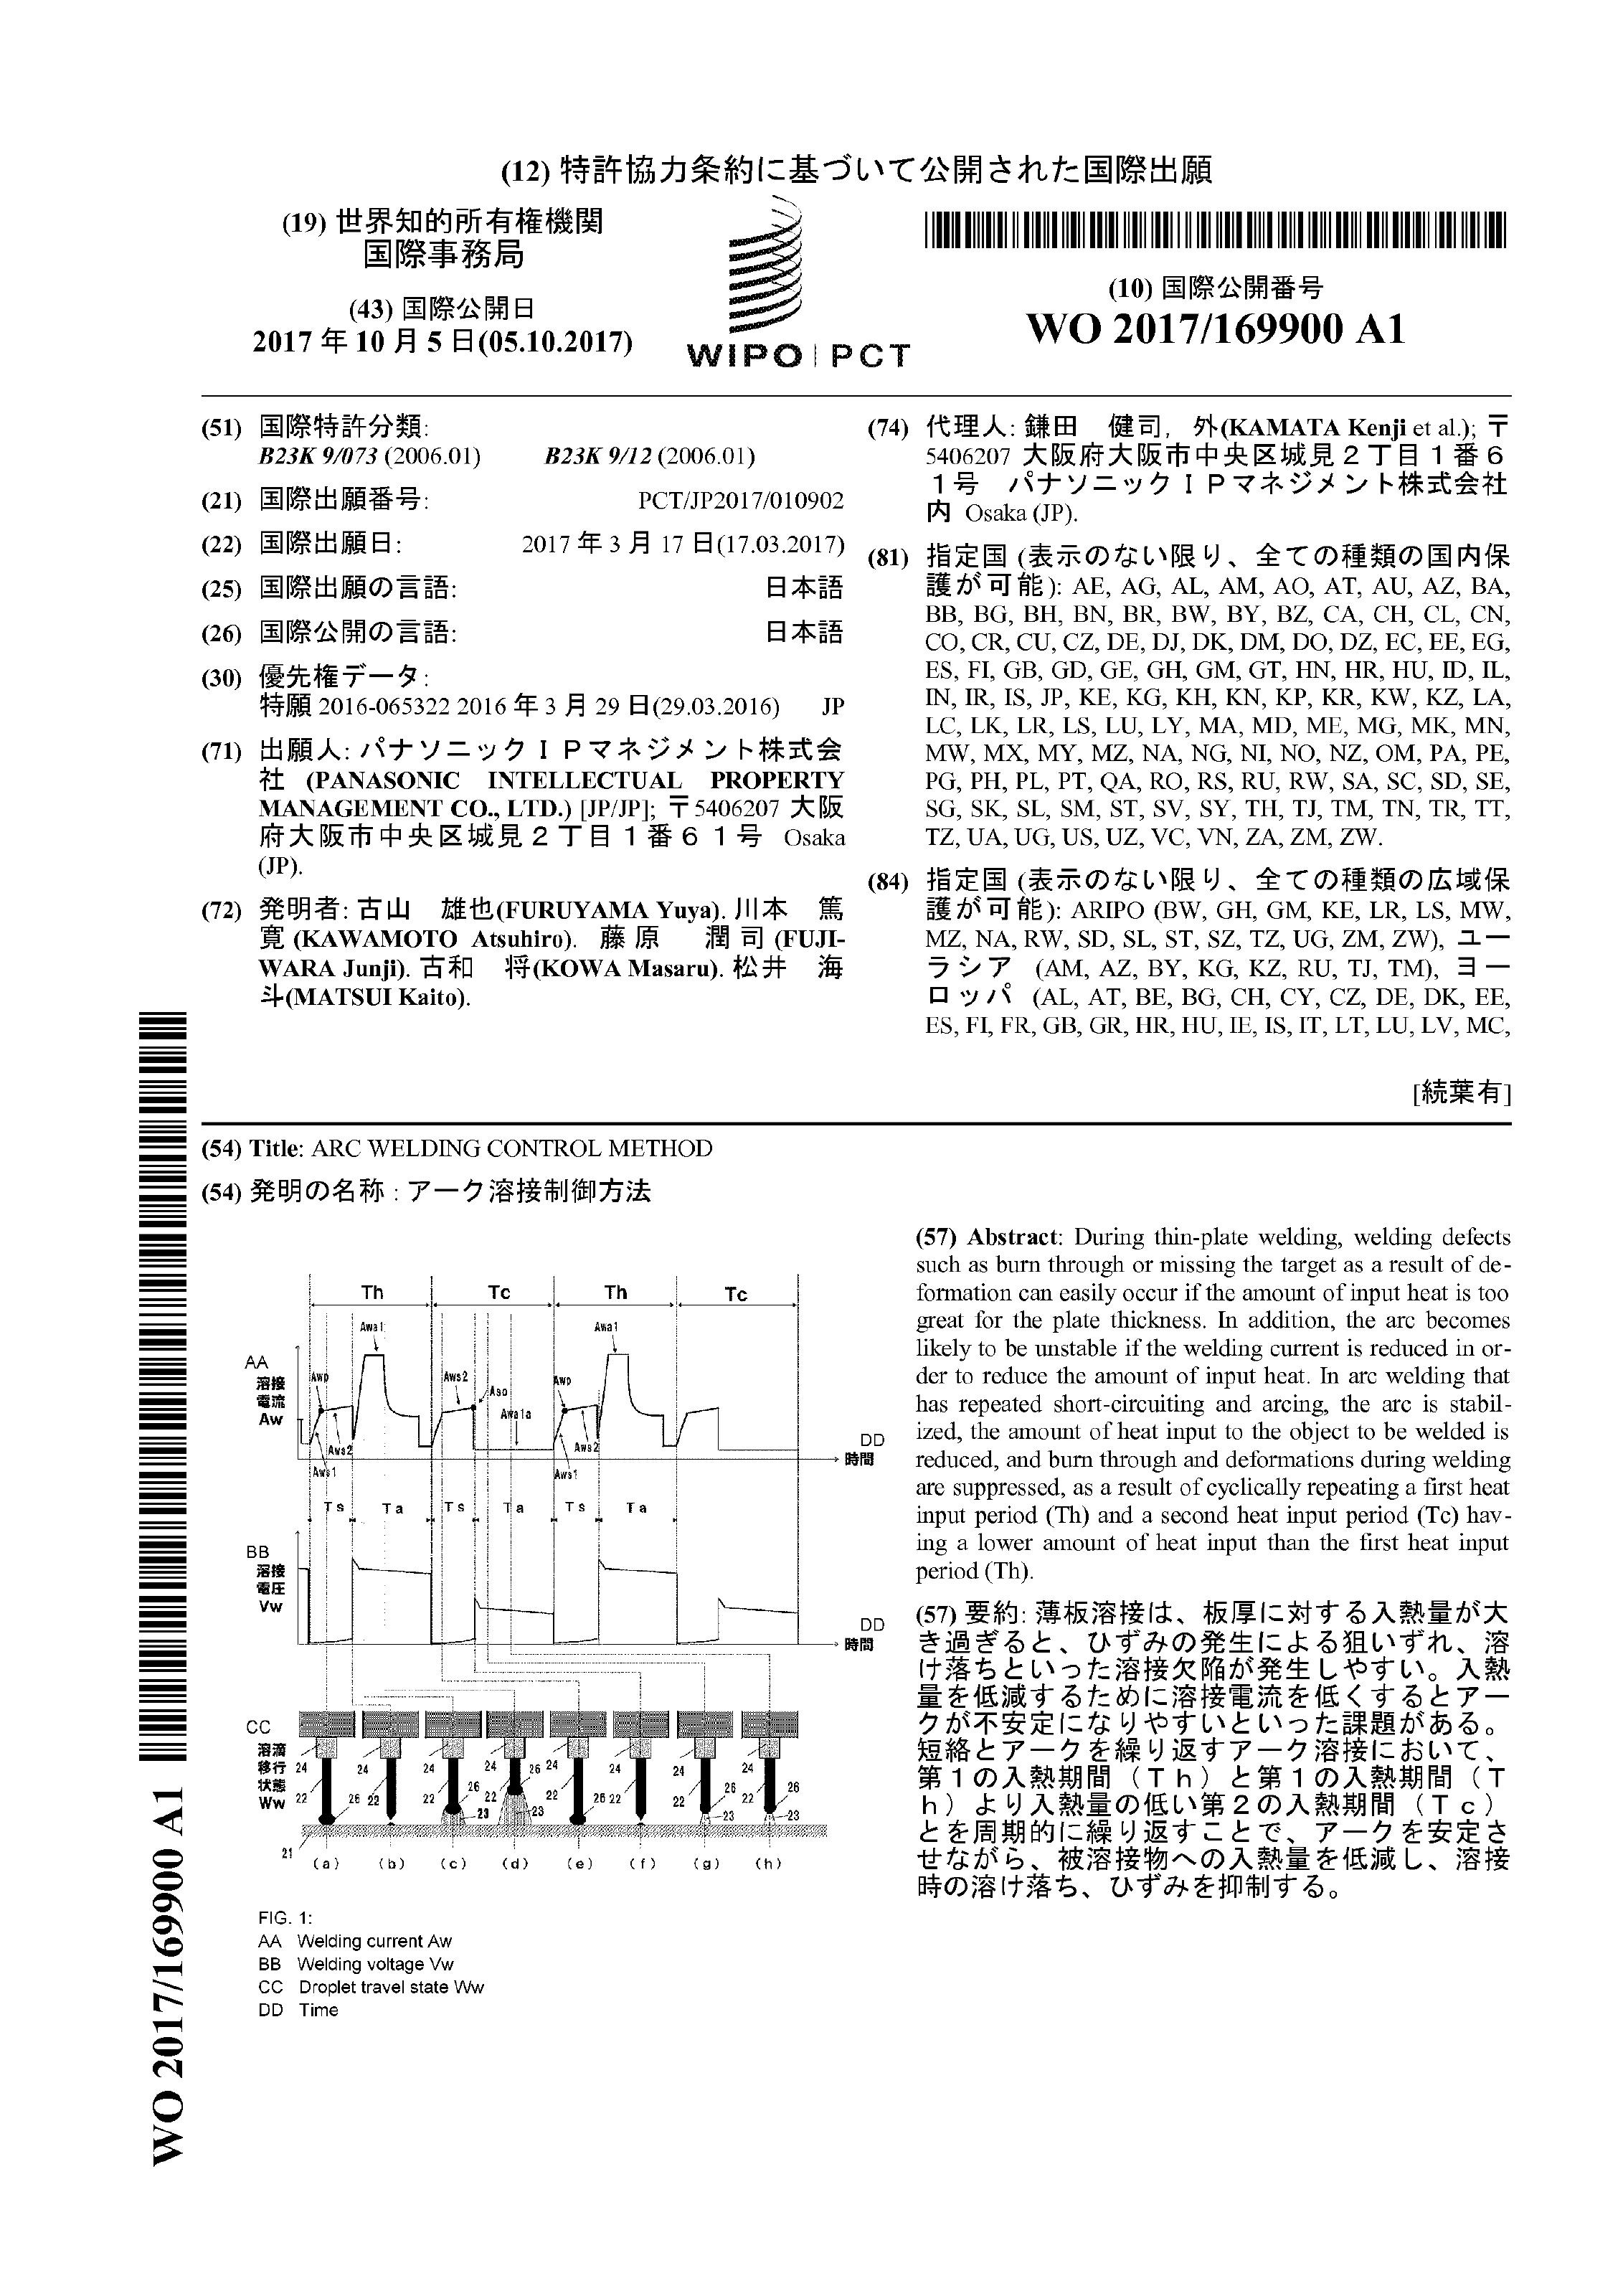 (12) 特許協力条約に基づいて公開された国際出願
(19) 世界知的所有権機関
国際事務局
(43) 国際公開日
2017 年 10 月 5 日(05.10.2017)
WIPO | PCT
(10) 国際公開番号
WO 2017/169900 A1
(51) 国際特許分類:
B23K 9/073 (2006.01) B23K 9/12 (2006.01)
(21) 国際出願番号: PCT/JP2017/010902
(22) 国際出願日: 2017 年 3 月 17 日(17.03.2017)
(25) 国際出願の言語: 日本語
(26) 国際公開の言語: 日本語
(30) 優先権データ:
特願 2016-065322 2016 年 3 月 29 日(29.03.2016) JP
(71) 出願人: パナソニックＩＰマネジメント株式会
社 (PANASONIC INTELLECTUAL PROPERTY
MANAGEMENT CO., LTD.) [JP/JP]; 〒5406207 大阪
府大阪市中央区城見２丁目１番６１号 Osaka
(JP).
(72) 発明者: 古山 雄也(FURUYAMA Yuya). 川本 篤
寛 (KAWAMOTO Atsuhiro). 藤原 潤司 (FUJI-
WARA Junji). 古和 将(KOWA Masaru). 松井 海
斗(MATSUI Kaito).
(74) 代理人: 鎌田 健司, 外(KAMATA Kenji et al.); 〒
5406207 大阪府大阪市中央区城見２丁目１番６
１号 パナソニックＩＰマネジメント株式会社
内 Osaka (JP).
(81) 指定国 (表示のない限り、全ての種類の国内保
護が可能): AE, AG, AL, AM, AO, AT, AU, AZ, BA,
BB, BG, BH, BN, BR, BW, BY, BZ, CA, CH, CL, CN,
CO, CR, CU, CZ, DE, DJ, DK, DM, DO, DZ, EC, EE, EG,
ES, FI, GB, GD, GE, GH, GM, GT, HN, HR, HU, ID, IL,
IN, IR, IS, JP, KE, KG, KH, KN, KP, KR, KW, KZ, LA,
LC, LK, LR, LS, LU, LY, MA, MD, ME, MG, MK, MN,
MW, MX, MY, MZ, NA, NG, NI, NO, NZ, OM, PA, PE,
PG, PH, PL, PT, QA, RO, RS, RU, RW, SA, SC, SD, SE,
SG, SK, SL, SM, ST, SV, SY, TH, TJ, TM, TN, TR, TT,
TZ, UA, UG, US, UZ, VC, VN, ZA, ZM, ZW.
(84) 指定国 (表示のない限り、全ての種類の広域保
護が可能): ARIPO (BW, GH, GM, KE, LR, LS, MW,
MZ, NA, RW, SD, SL, ST, SZ, TZ, UG, ZM, ZW), ユー
ラシア (AM, AZ, BY, KG, KZ, RU, TJ, TM), ヨー
ロッパ (AL, AT, BE, BG, CH, CY, CZ, DE, DK, EE,
ES, FI, FR, GB, GR, HR, HU, IE, IS, IT, LT, LU, LV, MC,
[続葉有]
(54) Title: ARC WELDING CONTROL METHOD
(54) 発明の名称 : アーク溶接制御方法
Th Tc Th Tc
Awa1 Awa1
AA
溶接
電流
Aw
Awp Aws2 Aso Awp
Awa1a
Aws2 Aws2
Aws1 Aws1
DD
時間
Ts Ta Ts Ta Ts Ta
BB
溶接
電圧
Vw
DD
時間
CC
溶滴
移行
状態
Ww
24 24 24 24 26 24 24 24 24
26 26 26
22 26 22 22 23 22 23 22 26 22 22 23 22 23
21
(a) (b) (c) (d) (e) (f) (g) (h)
FIG. 1:
AA Welding current Aw
BB Welding voltage Vw
CC Droplet travel state Ww
DD Time
(57) Abstract: During thin-plate welding, welding defects
such as burn through or missing the target as a result of de-
formation can easily occur if the amount of input heat is too
great for the plate thickness. In addition, the arc becomes
likely to be unstable if the welding current is reduced in or-
der to reduce the amount of input heat. In arc welding that
has repeated short-circuiting and arcing, the arc is stabil-
ized, the amount of heat input to the object to be welded is
reduced, and burn through and deformations during welding
are suppressed, as a result of cyclically repeating a first heat
input period (Th) and a second heat input period (Tc) hav-
ing a lower amount of heat input than the first heat input
period (Th).
(57) 要約: 薄板溶接は、板厚に対する入熱量が大
き過ぎると、ひずみの発生による狙いずれ、溶
け落ちといった溶接欠陥が発生しやすい。入熱
量を低減するために溶接電流を低くするとアー
クが不安定になりやすいといった課題がある。
短絡とアークを繰り返すアーク溶接において、
第１の入熱期間（Ｔｈ）と第１の入熱期間（Ｔ
ｈ）より入熱量の低い第２の入熱期間（Ｔｃ）
とを周期的に繰り返すことで、アークを安定さ
せながら、被溶接物への入熱量を低減し、溶接
時の溶け落ち、ひずみを抑制する。
WO 2017/169900 A1